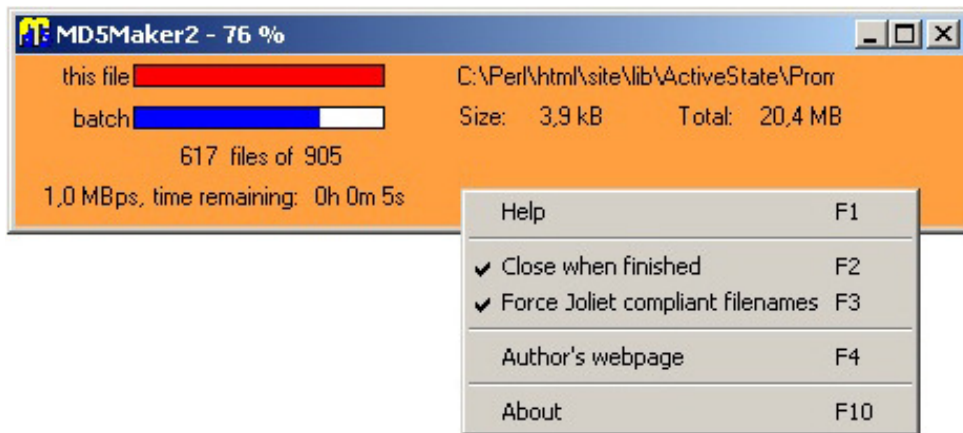 MD5Maker2 - 76 %
this file C:\Perl\html\site\lib\ActiveState\Prom
batch Size: 3,9 kB Total: 20,4 MB
617 files of 905
1,0 MBps, time remaining: 0h 0m 5s
Help F1
Close when finished F2
Force Joliet compliant filenames F3
Author's webpage F4
About F10